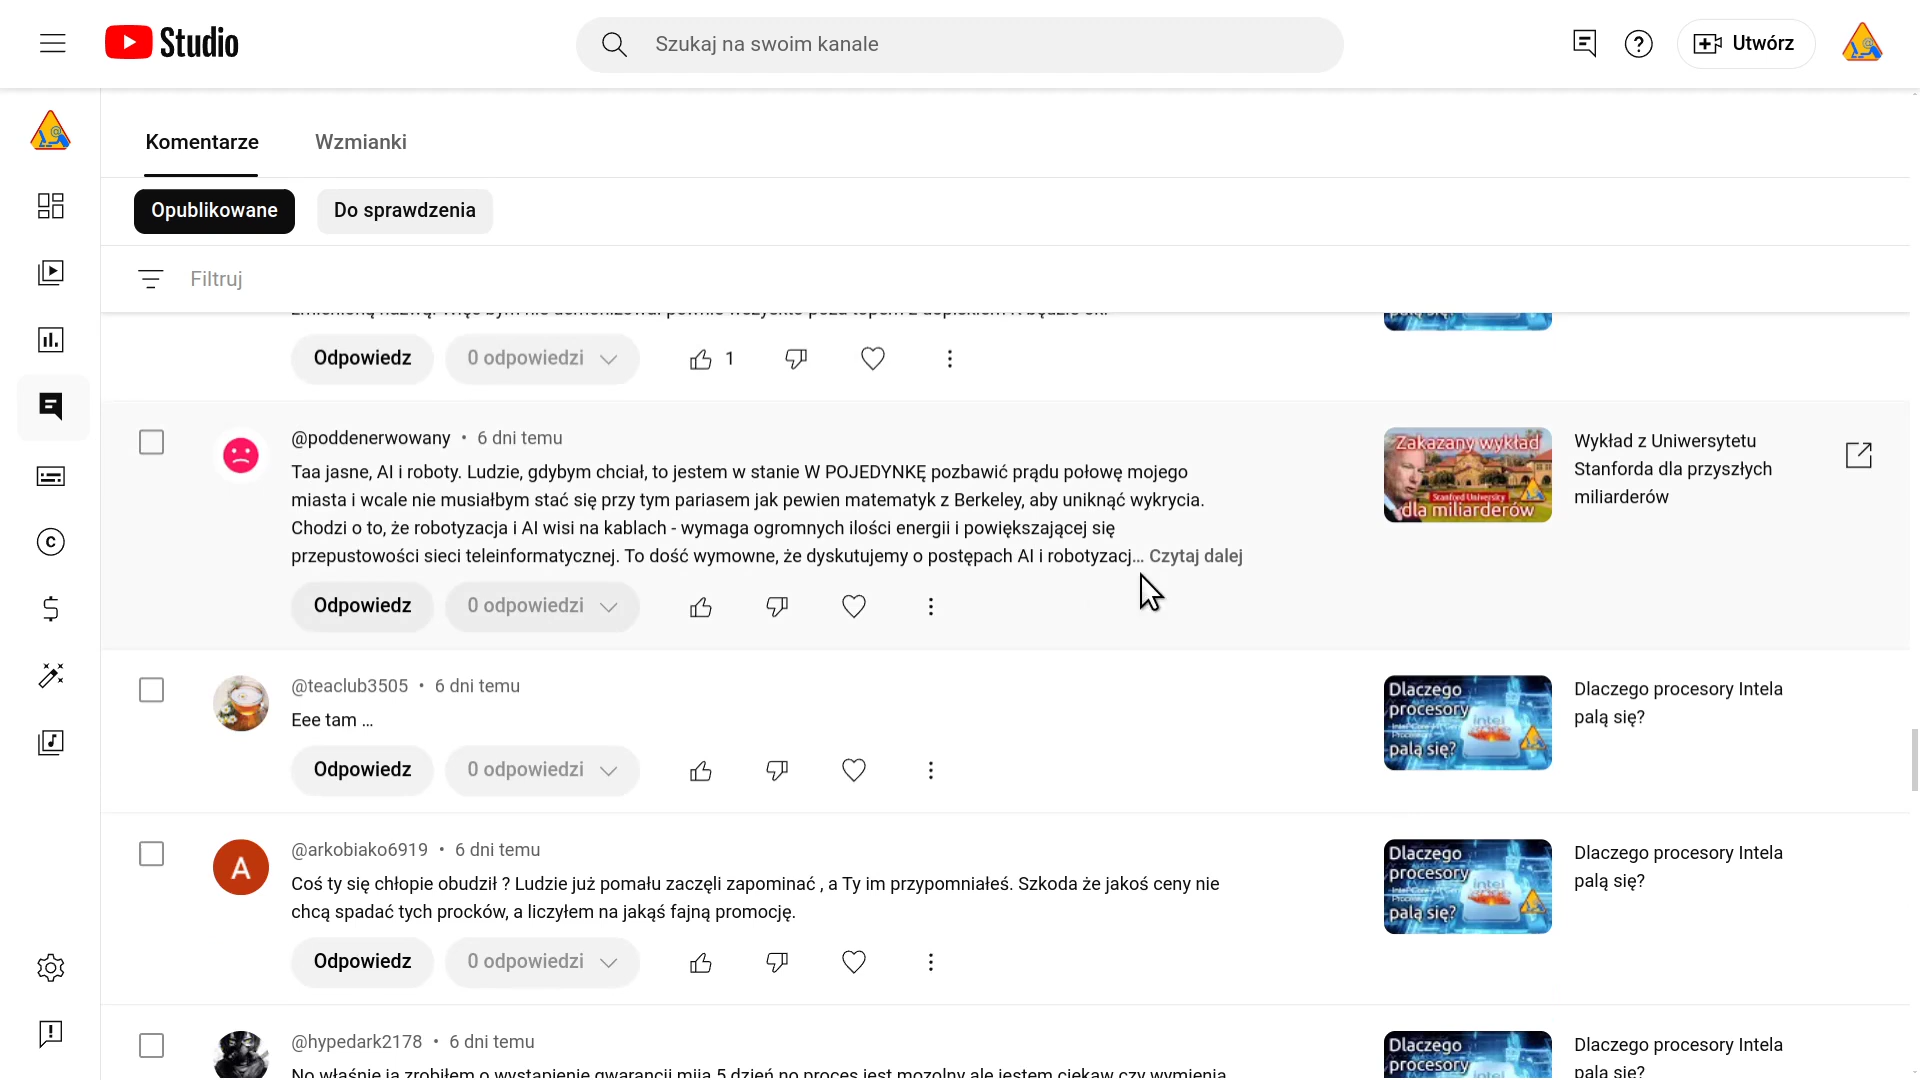 Studio
Szukaj na swoim kanale
Utwórz
Komentarze
Wzmianki
Opublikowane
Do sprawdzenia
Filtruj
Odpowiedz
0 odpowiedzi
1
@poddenerwowany • 6 dni temu
Taa jasne, AI i roboty. Ludzie, gdybym chciał, to jestem w stanie W POJEDYNKĘ pozbawić prądu połowę mojego
miasta i wcale nie musiałbym stać się przy tym pariasem jak pewien matematyk z Berkeley, aby uniknąć wykrycia.
Chodzi o to, że robotyzacja i AI wisi na kablach - wymaga ogromnych ilości energii i powiększającej się
przepustowości sieci teleinformatycznej. To dość wymowne, że dyskutujemy o postępach AI i robotyzacj... Czytaj dalej
Odpowiedz
0 odpowiedzi
Zakazany wykład
Stanford University
dla miliarderów
Wykład z Uniwersytetu
Stanforda dla przyszłych
miliarderów
@teaclub3505 • 6 dni temu
Eee tam ...
Odpowiedz
0 odpowiedzi
Dlaczego
procesory
intel
palą się?
Dlaczego procesory Intela
palą się?
@arkobiako6919 • 6 dni temu
A
Coś ty się chłopie obudził ? Ludzie już pomału zaczęli zapominać , a Ty im przypomniałeś. Szkoda że jakoś ceny nie
chcą spadać tych procków, a liczyłem na jakąś fajną promocję.
Odpowiedz
0 odpowiedzi
Dlaczego
procesory
intel
palą się?
Dlaczego procesory Intela
palą się?
@hypedark2178 • 6 dni temu
No właśnie ja zrobiłem o wystąpienie gwarancji mija 5 dzień no proces jest mozolny ale jestem ciekaw czy wymienią
Dlaczego
procesory
Dlaczego procesory Intela
palą się?